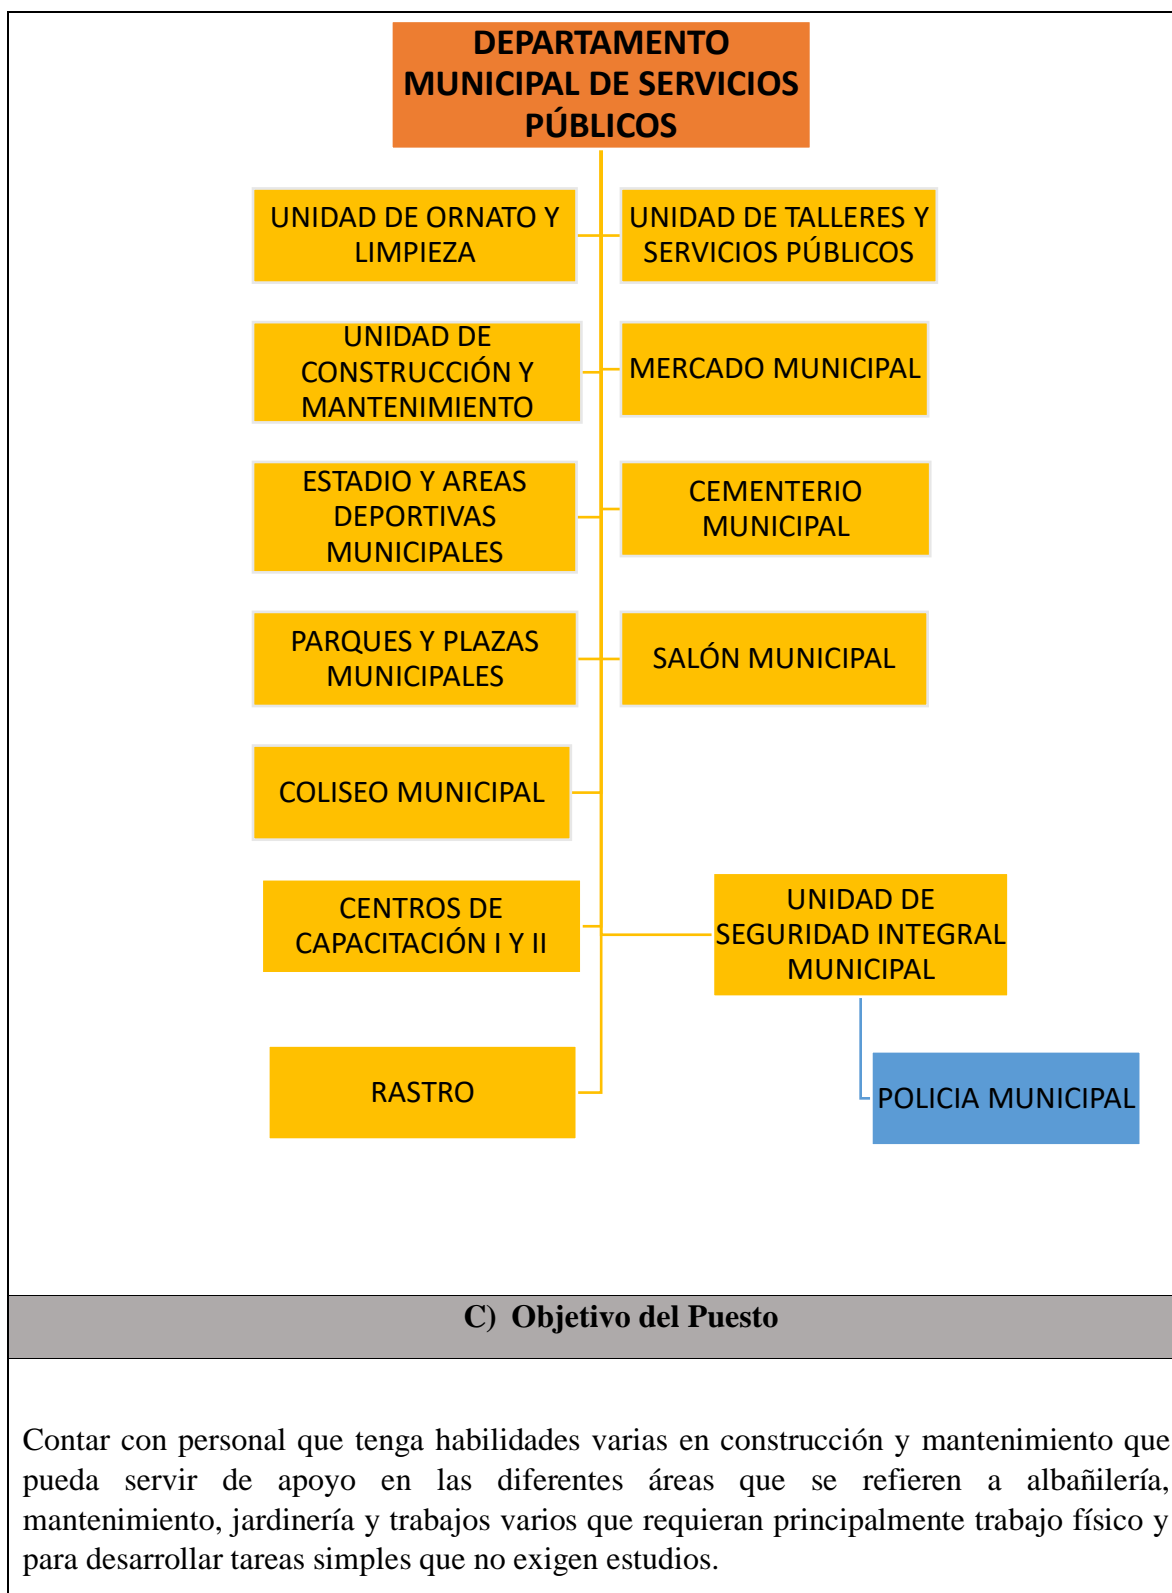 DEPARTAMENTO
MUNICIPAL DE SERVICIOS
PÚBLICOS
UNIDAD DE ORNATO Y
LIMPIEZA
UNIDAD DE TALLERES Y
SERVICIOS PÚBLICOS
UNIDAD DE
CONSTRUCCIÓN Y
MANTENIMIENTO
MERCADO MUNICIPAL
ESTADIO Y AREAS
DEPORTIVAS
MUNICIPALES
CEMENTERIO
MUNICIPAL
PARQUES Y PLAZAS
MUNICIPALES
SALÓN MUNICIPAL
COLISEO MUNICIPAL
CENTROS DE
CAPACITACIÓN I Y II
UNIDAD DE
SEGURIDAD INTEGRAL
MUNICIPAL
RASTRO
POLICIA MUNICIPAL
C) Objetivo del Puesto
Contar con personal que tenga habilidades varias en construcción y mantenimiento que
pueda servir de apoyo en las diferentes áreas que se refieren a albañilería,
mantenimiento, jardinería y trabajos varios que requieran principalmente trabajo físico y
para desarrollar tareas simples que no exigen estudios.